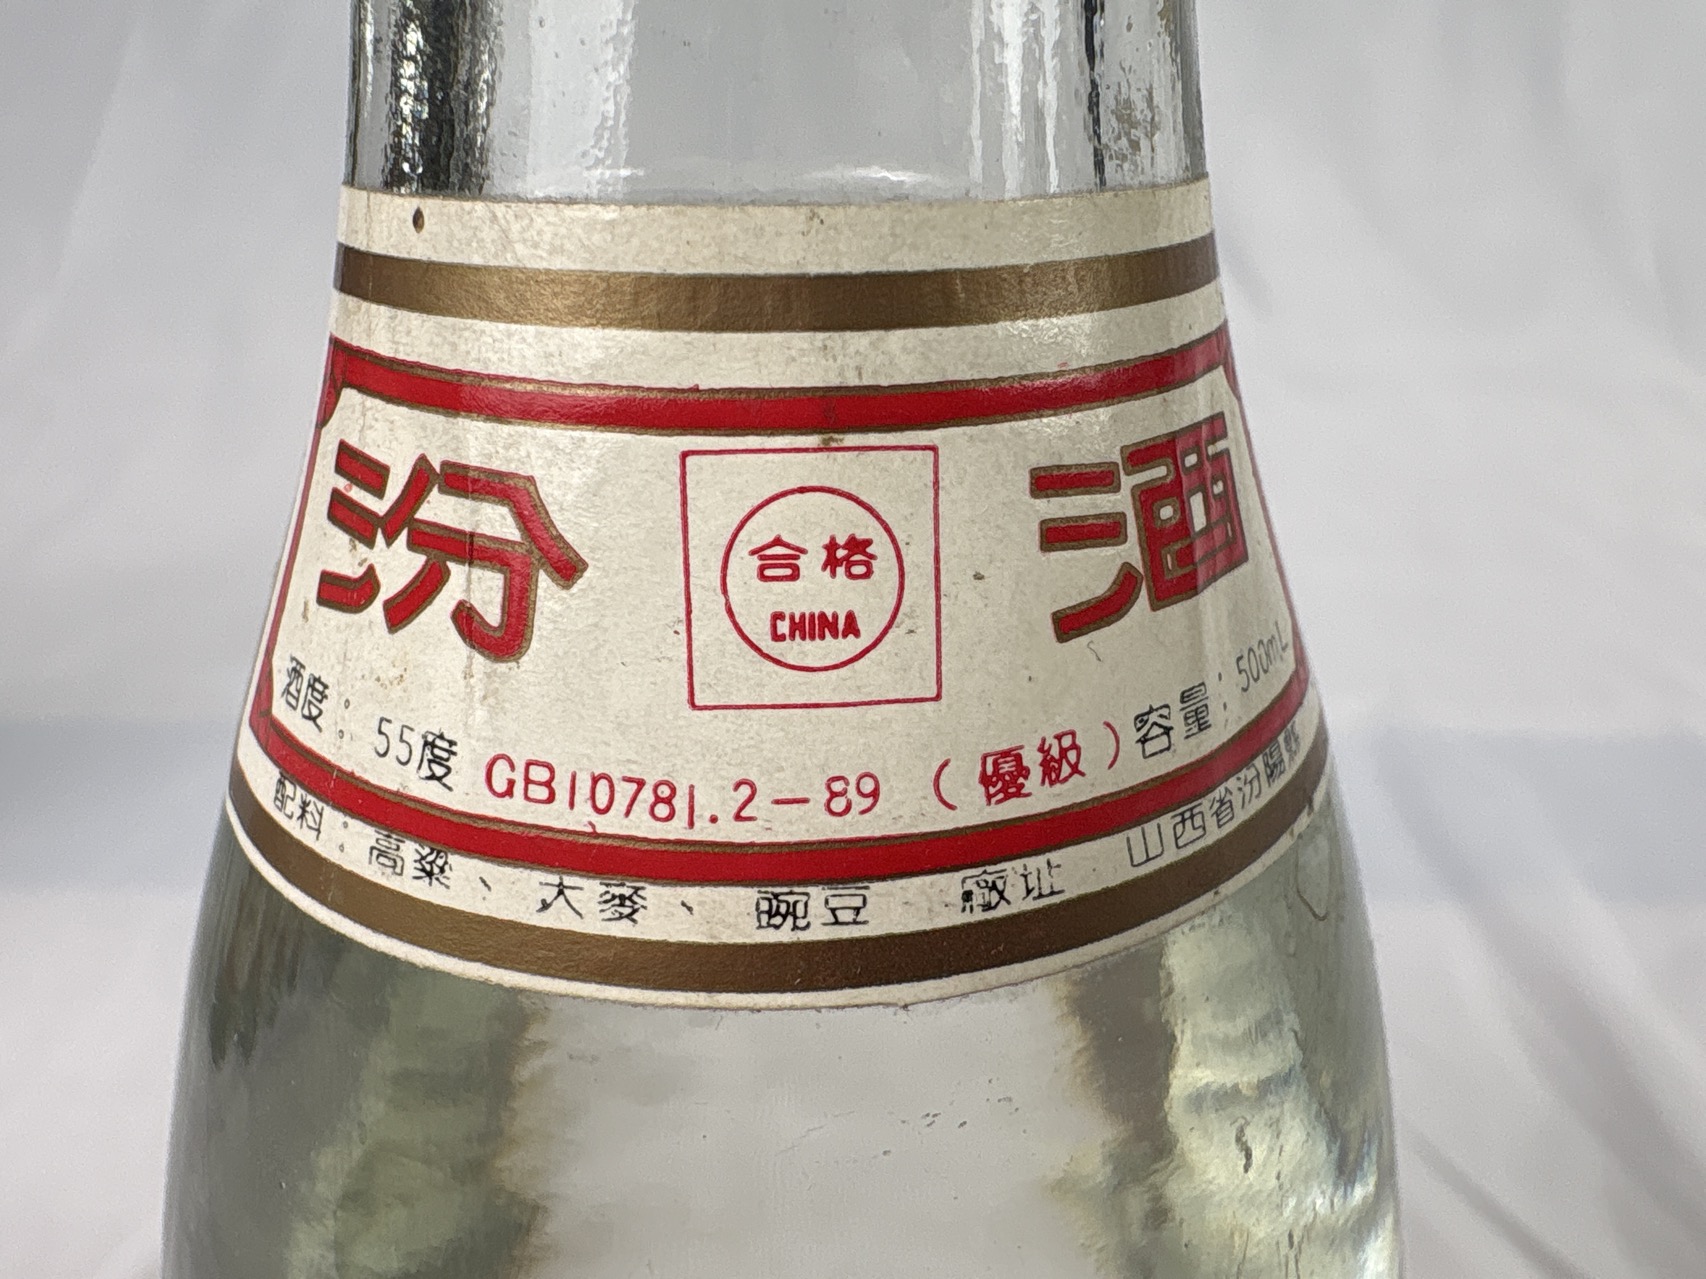 汾酒
合格
CHINA
酒度：55度 GB10781.2-89（優級）容量：500mL
配料：高粱、大麥、豌豆 廠址 山西省汾陽縣